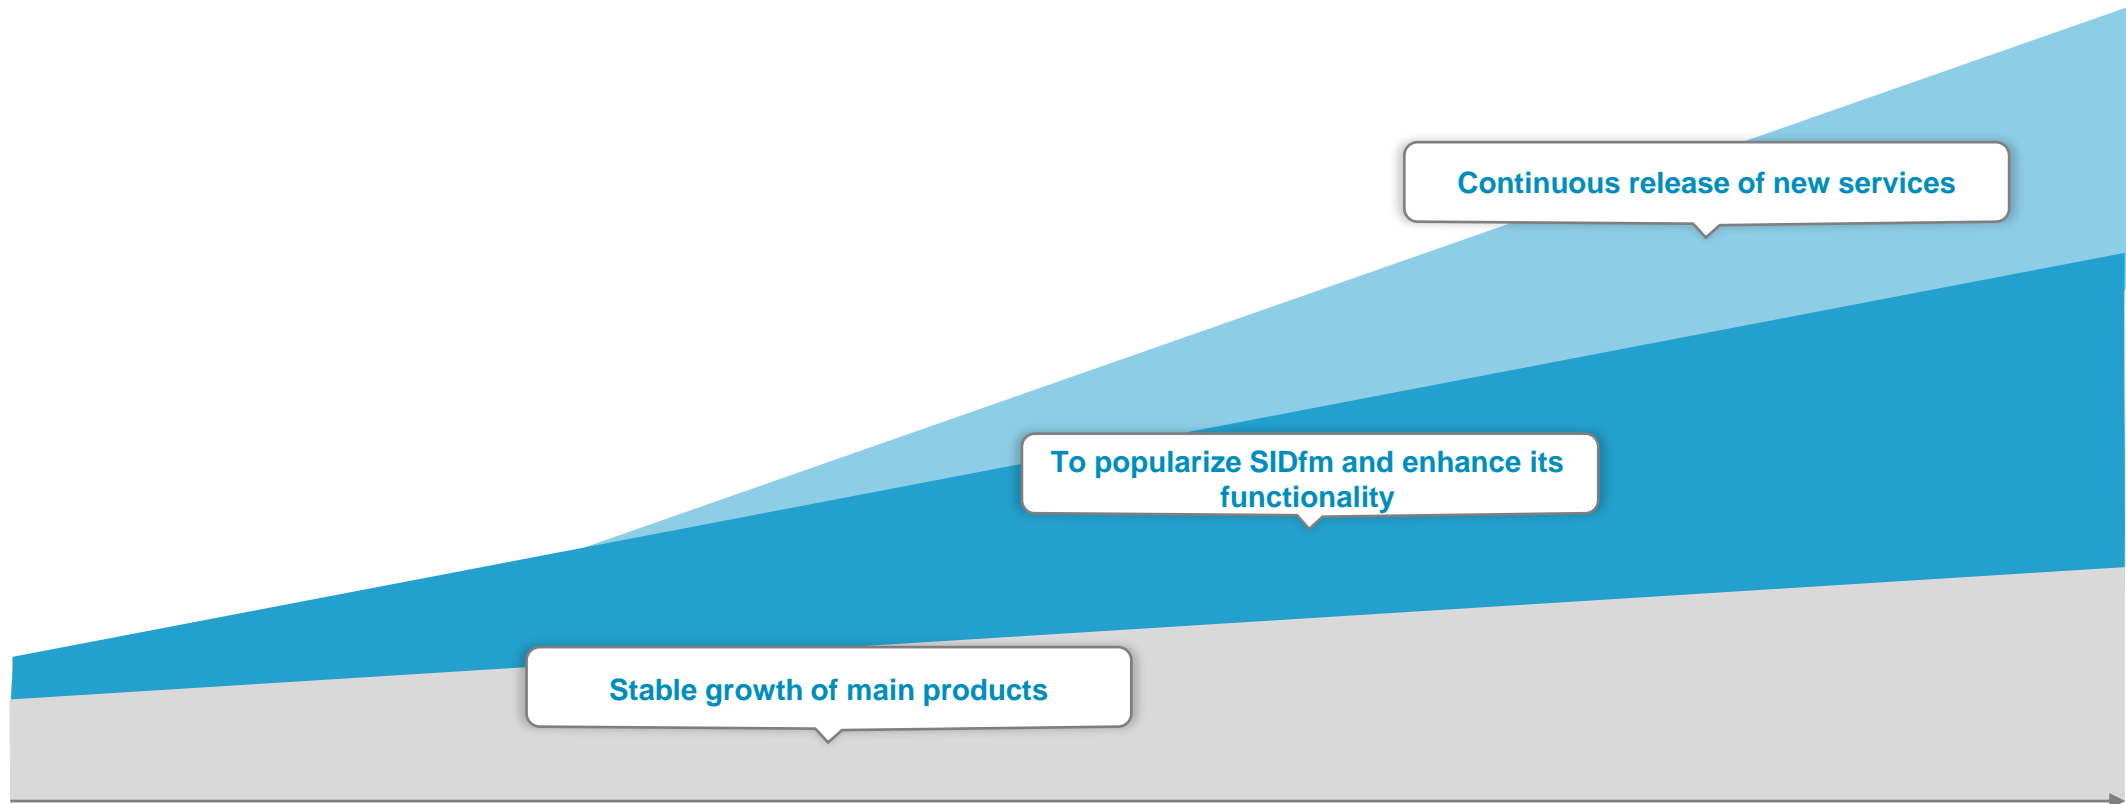 Continuous release of new services
To popularize SIDfm and enhance its
functionality
Stable growth of main products